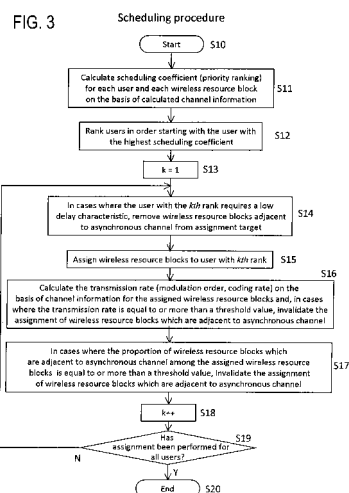 FIG. 3
Scheduling procedure
Start
S10
Calculate scheduling coefficient (priority ranking)
for each user and each wireless resource block
on the basis of calculated channel information
S11
Rank users in order starting with the user with
the highest scheduling coefficient
S12
k = 1
S13
In cases where the user with the kth rank requires a low
delay characteristic, remove wireless resource blocks adjacent
to asynchronous channel from assignment target
S14
Assign wireless resource blocks to user with kth rank
S15
S16
Calculate the transmission rate (modulation order, coding rate) on the
basis of channel information for the assigned wireless resource blocks and, in cases
where the transmission rate is equal to or more than a threshold value, invalidate
the assignment of wireless resource blocks which are adjacent to asynchronous channel
In cases where the proportion of wireless resource blocks which
are adjacent to asynchronous channel among the assigned wireless resource
blocks is equal to or more than a threshold value, invalidate the assignment
of wireless resource blocks which are adjacent to asynchronous channel
S17
k++
S18
Has
assignment been performed for
all users?
S19
N
Y
End
S20